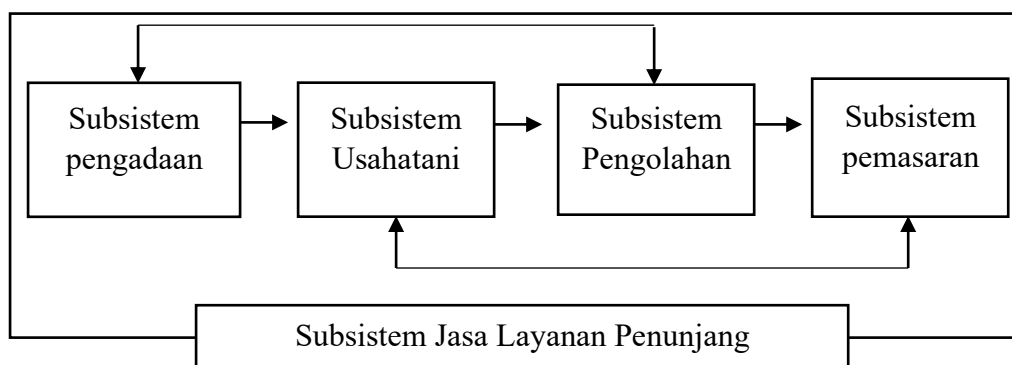 Subsistem
pengadaan
Subsistem
Usahatani
Subsistem
Pengolahan
Subsistem
pemasaran
Subsistem Jasa Layanan Penunjang